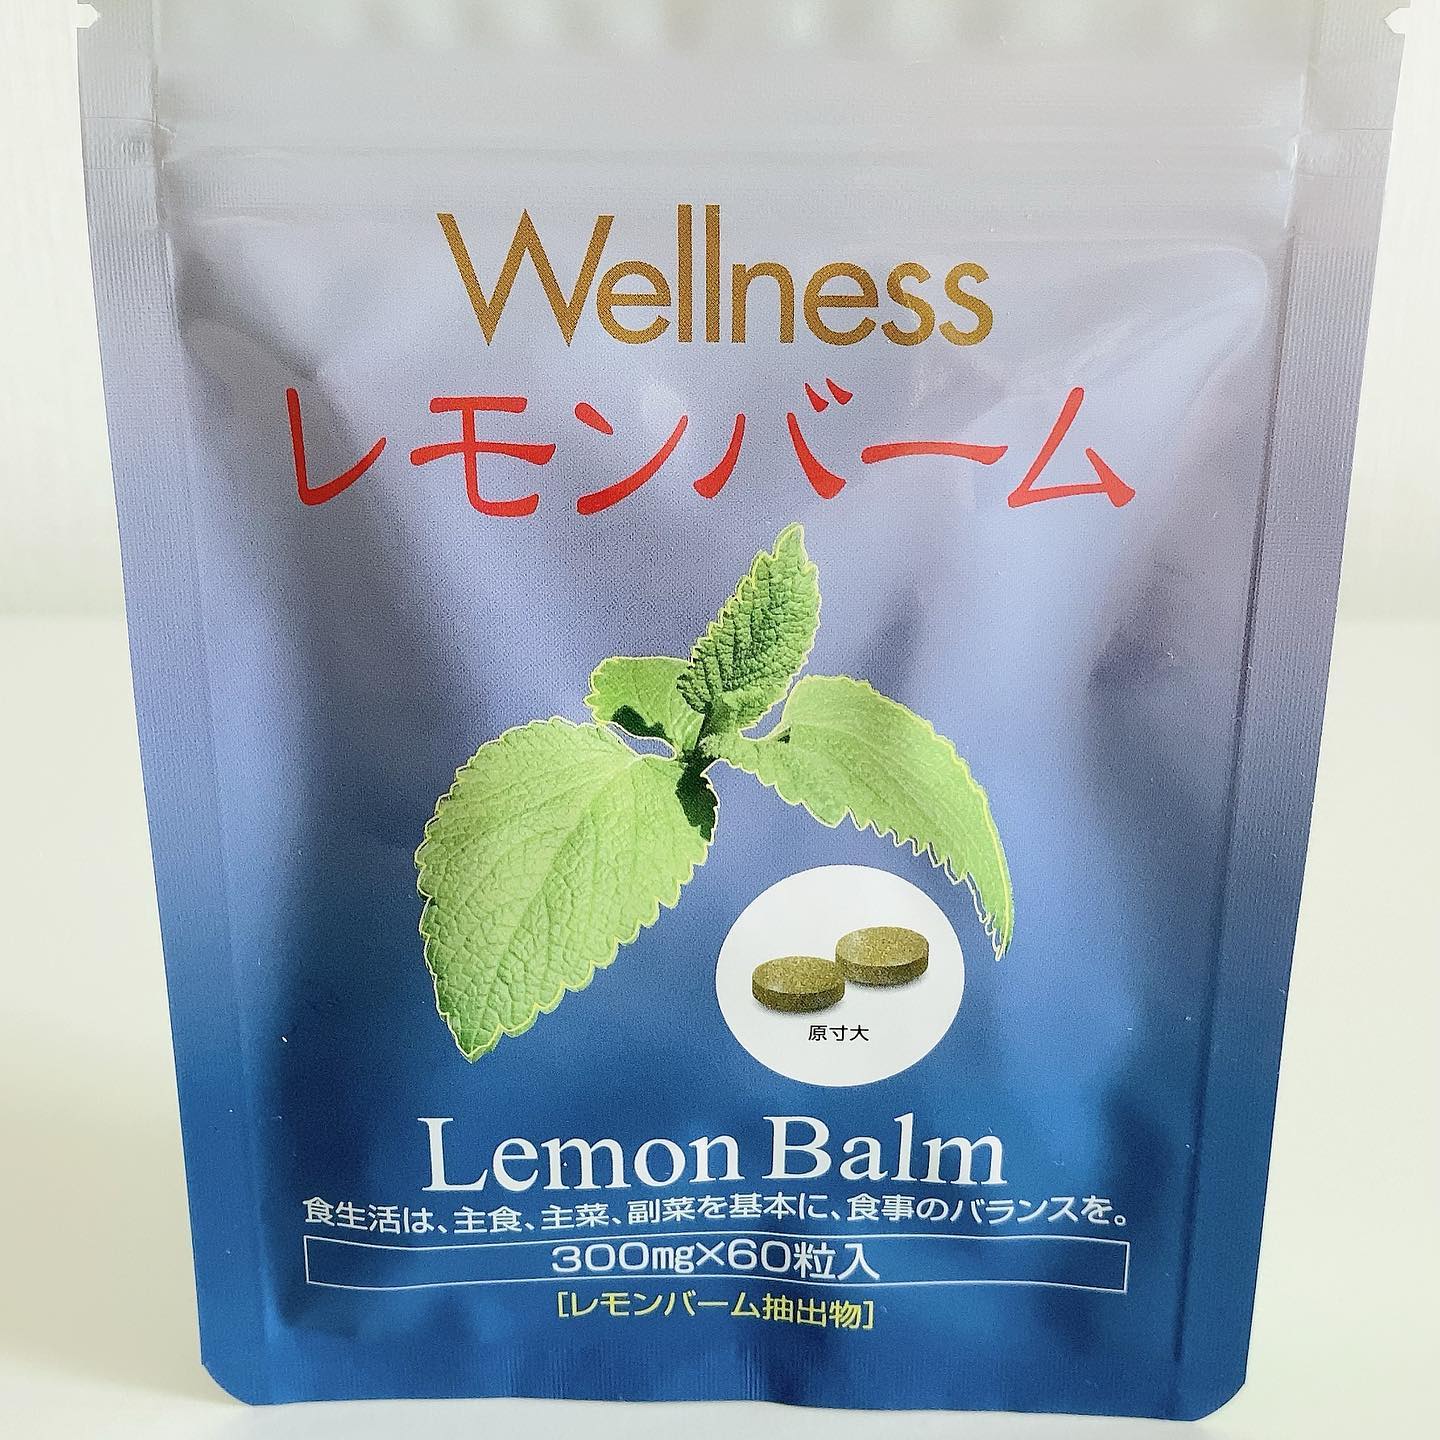 Wellness
レモンバーム
原寸大
Lemon Balm
食生活は、主食、主菜、副菜を基本に、食事のバランスを。
300mg×60粒入
[レモンバーム抽出物]